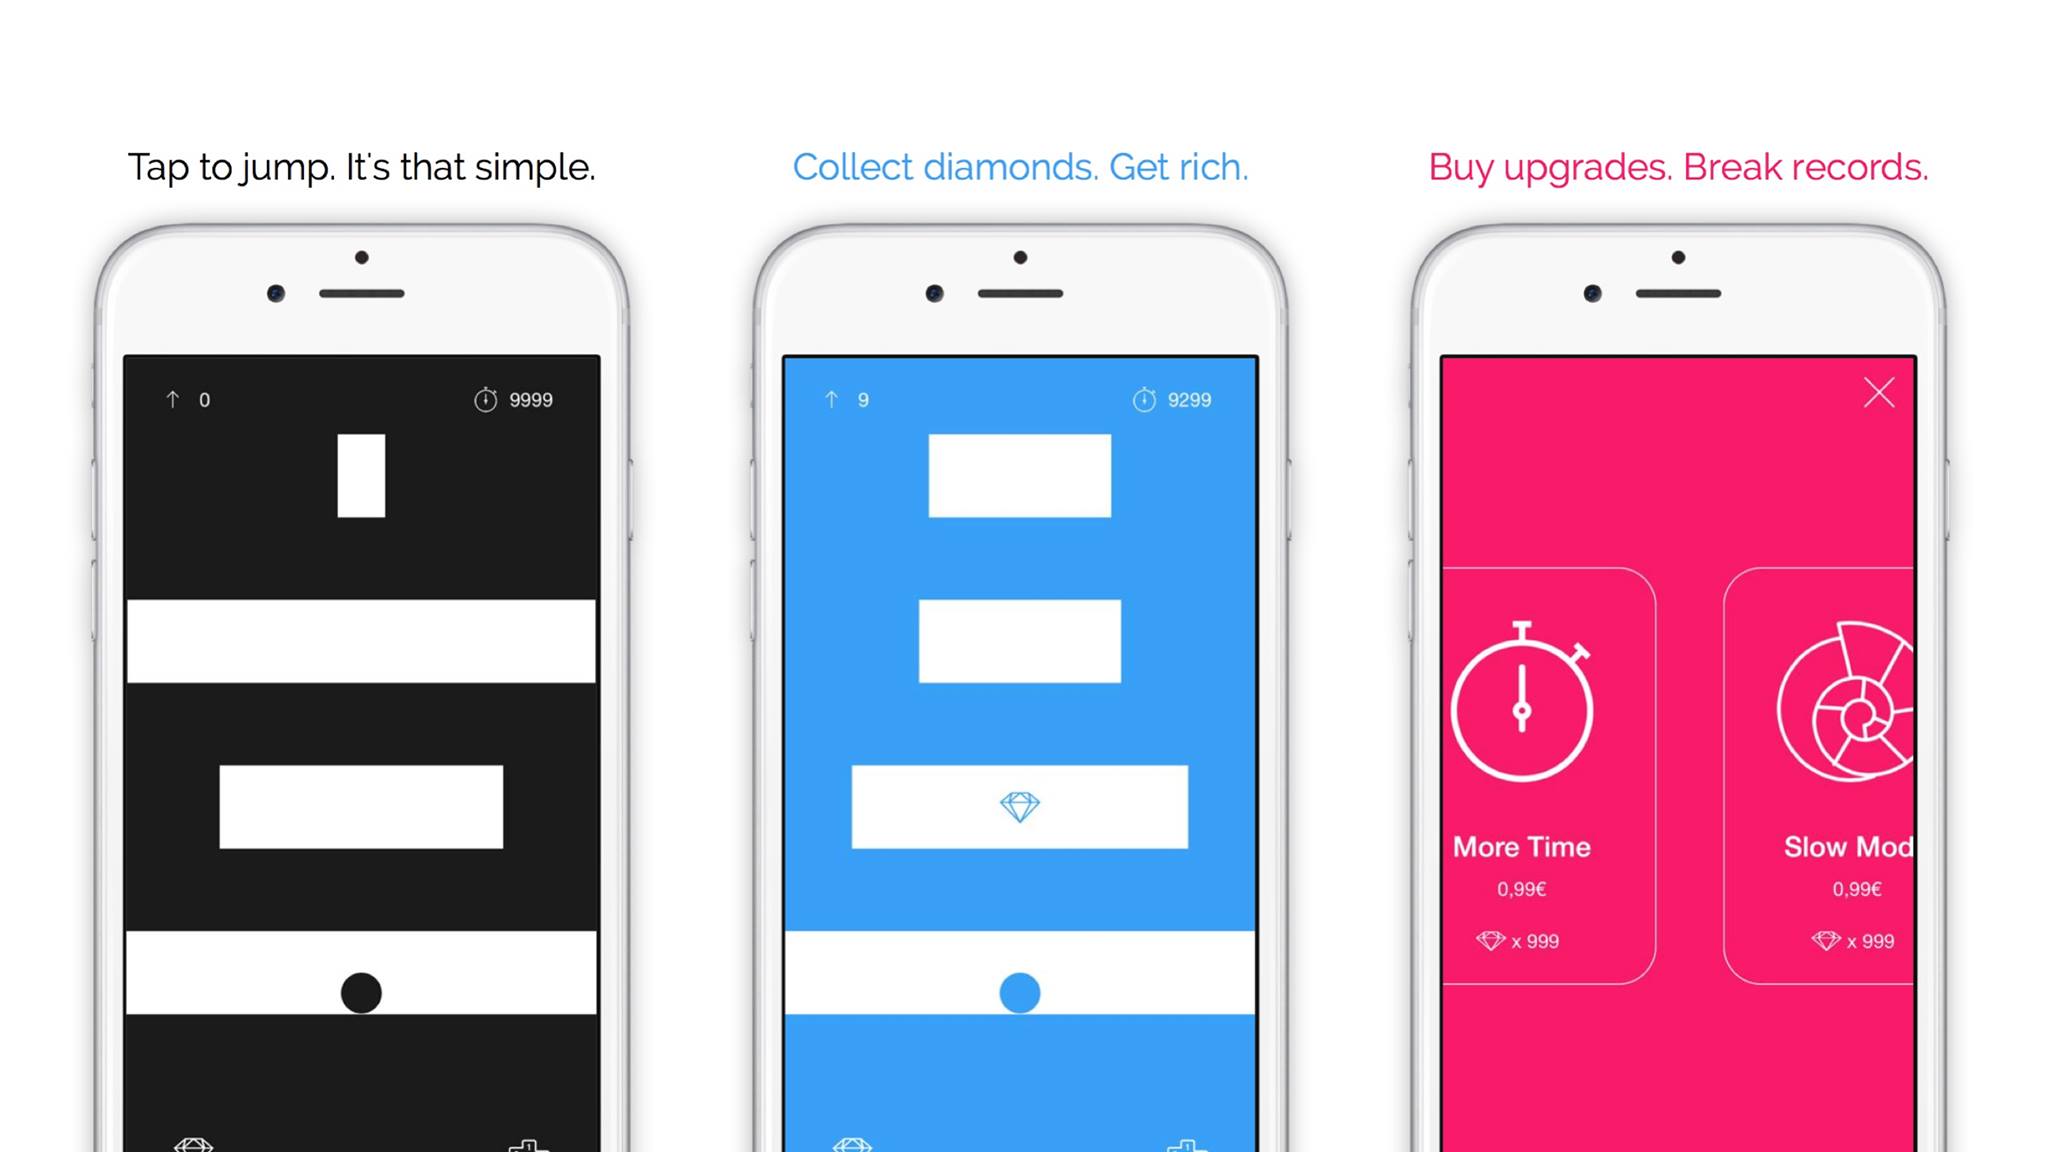 Tap to jump. It's that simple.
0
9999
Collect diamonds. Get rich.
9
9299
Buy upgrades. Break records.
More Time
0,99€
x 999
Slow Mod
0,99€
x 999